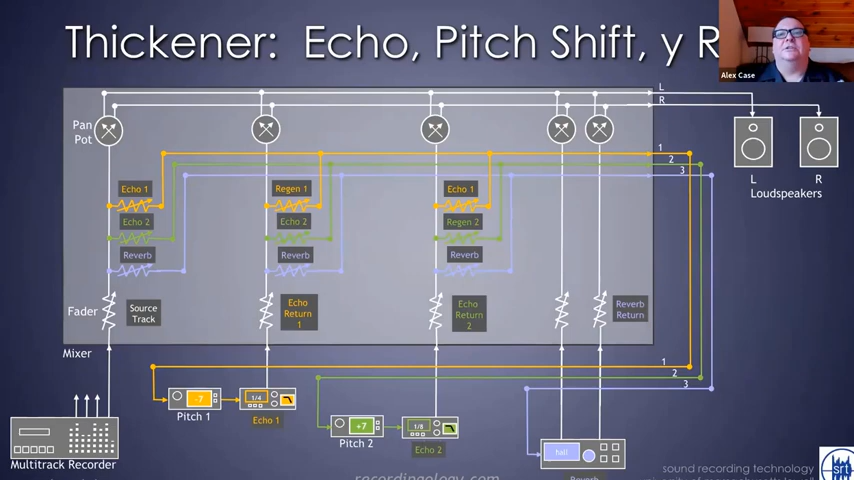 Thickener: Echo, Pitch Shift, y R
Alex Case
L
R
Pan
Pot
1
2
3
Echo 1
Echo 2
Reverb
Regen 1
Echo 2
Reverb
Echo 1
Regen 2
Reverb
L
R
Loudspeakers
Fader
Source
Track
Echo
Return
1
Echo
Return
2
Reverb
Return
Mixer
1
2
3
-7
Pitch 1
1/4
Echo 1
+7
Pitch 2
1/8
Echo 2
hall
Multitrack Recorder
recordingology.com
sound recording technology
srt